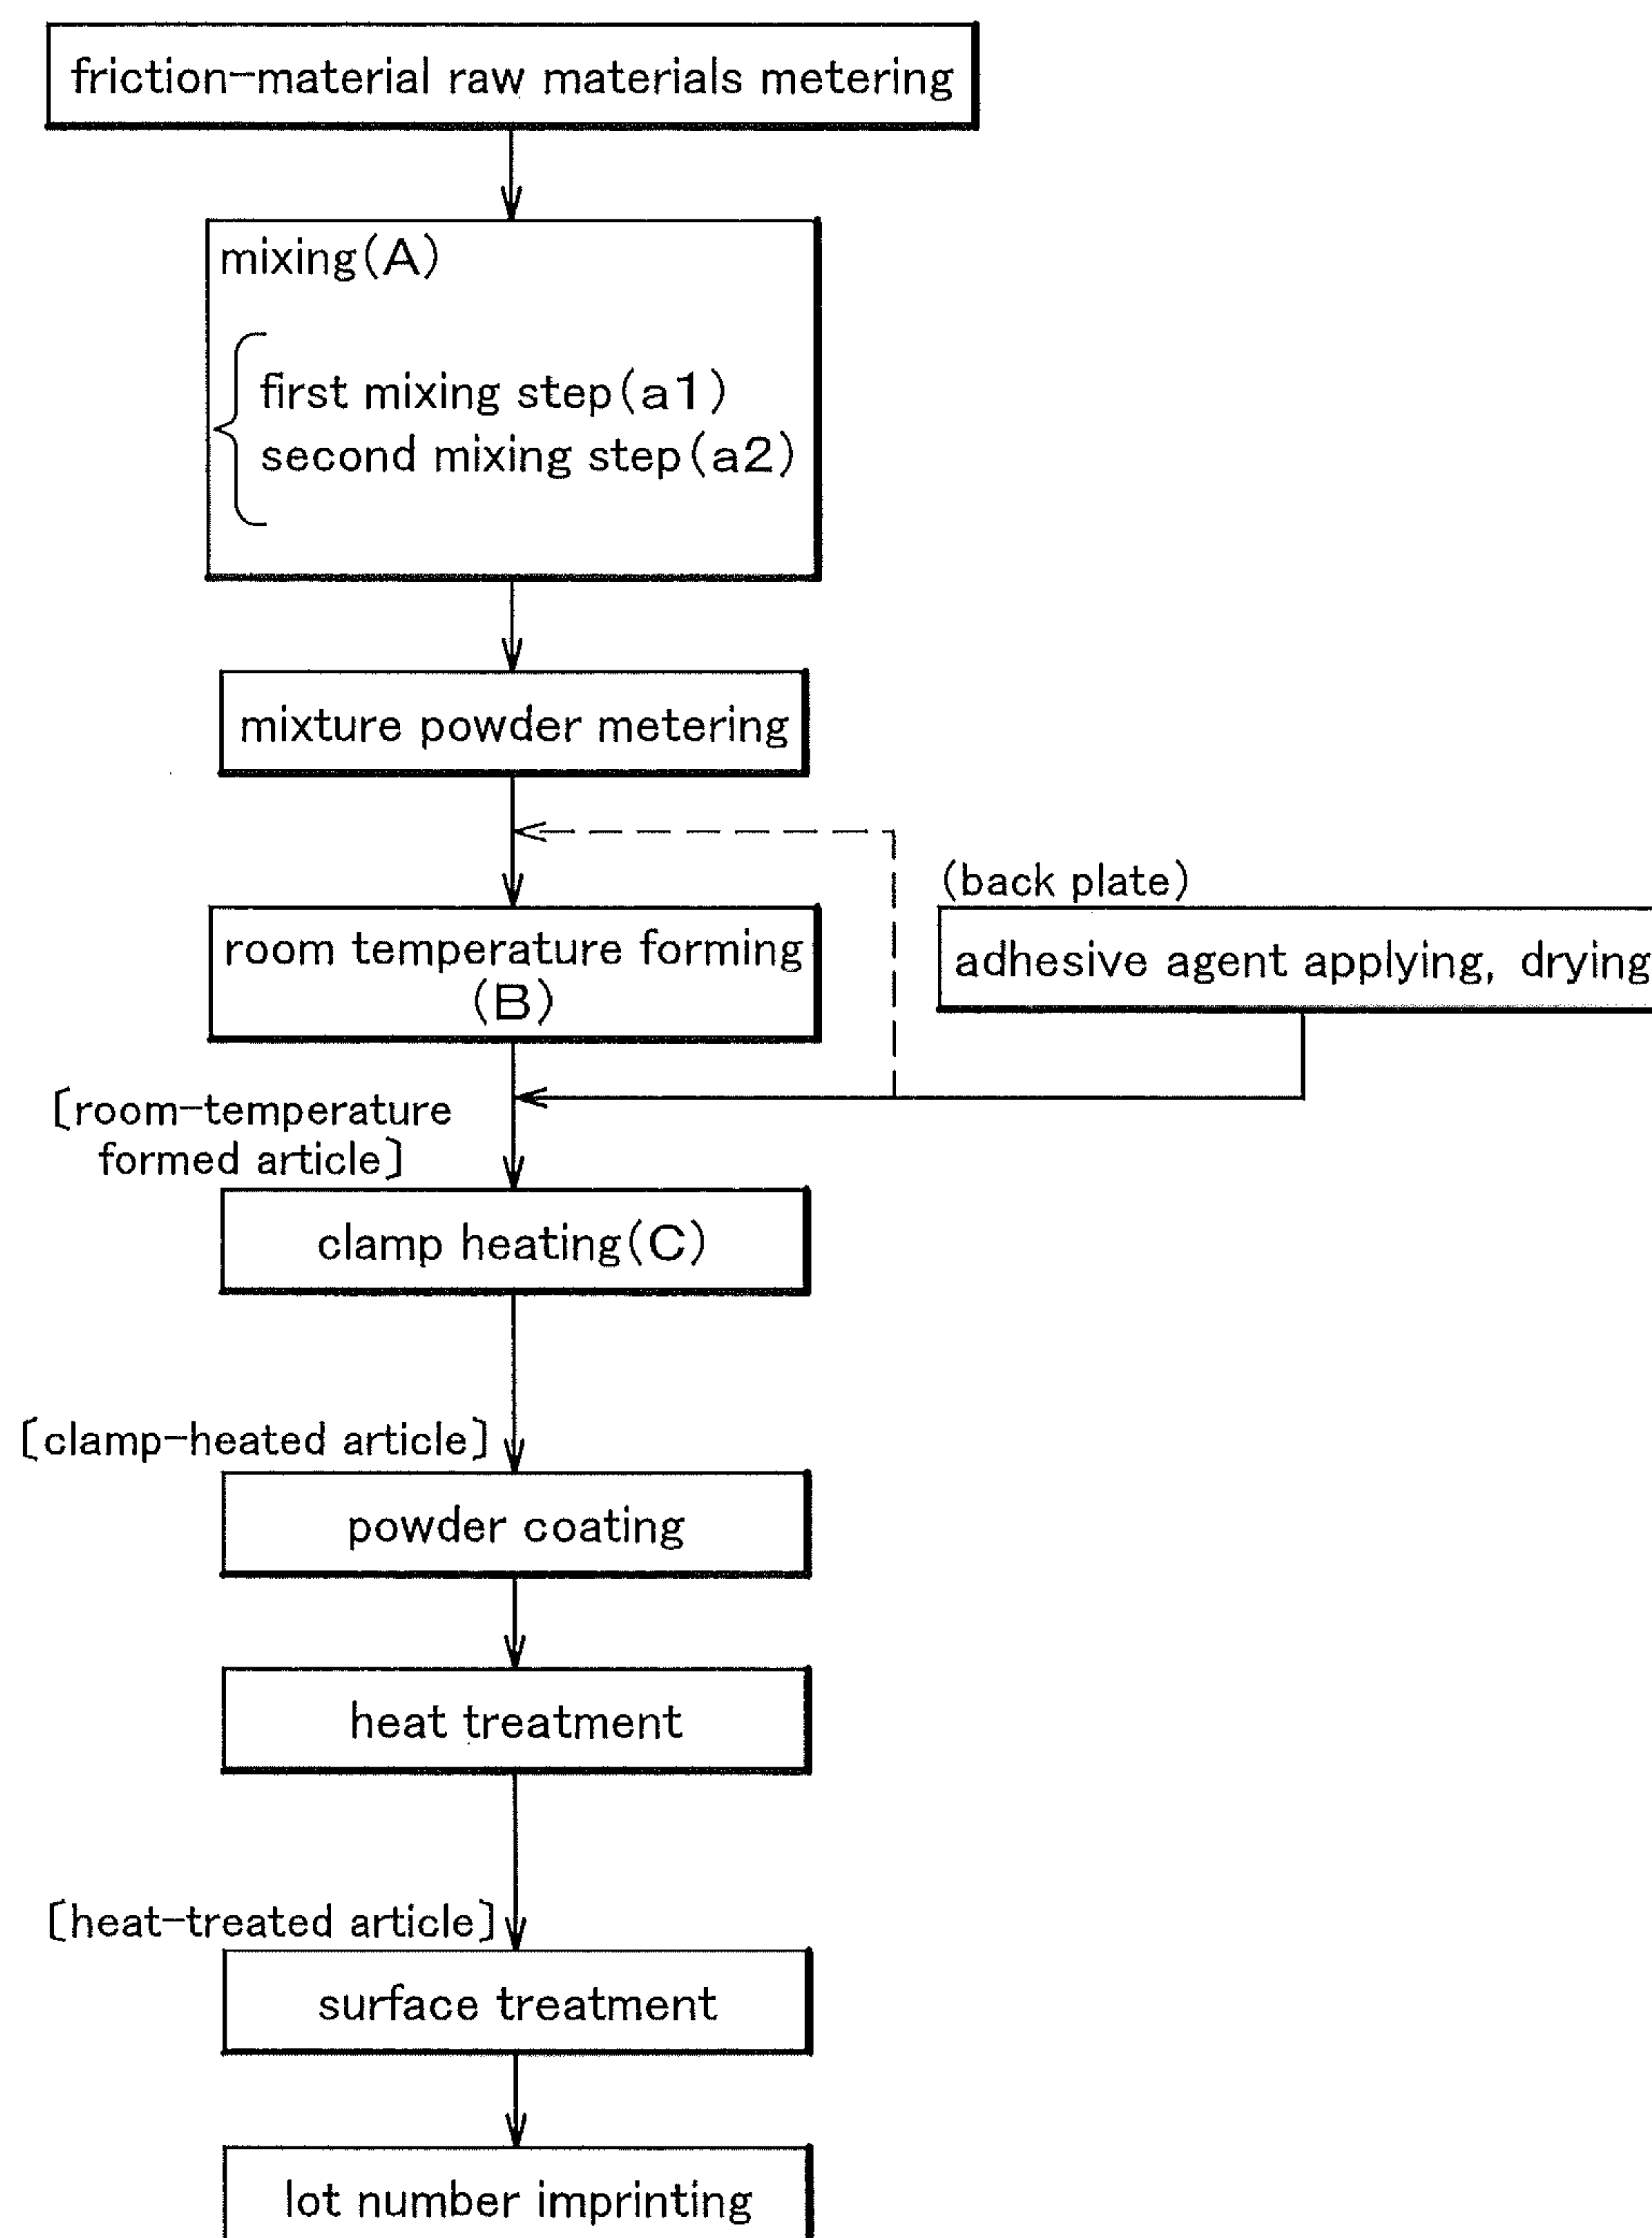 friction-material raw materials metering
mixing(A)
first mixing step(a1)
second mixing step(a2)
mixture powder metering
(back plate)
room temperature forming
(B)
adhesive agent applying, drying
[room-temperature
formed article]
clamp heating(C)
[clamp-heated article]
powder coating
heat treatment
[heat-treated article]
surface treatment
lot number imprinting